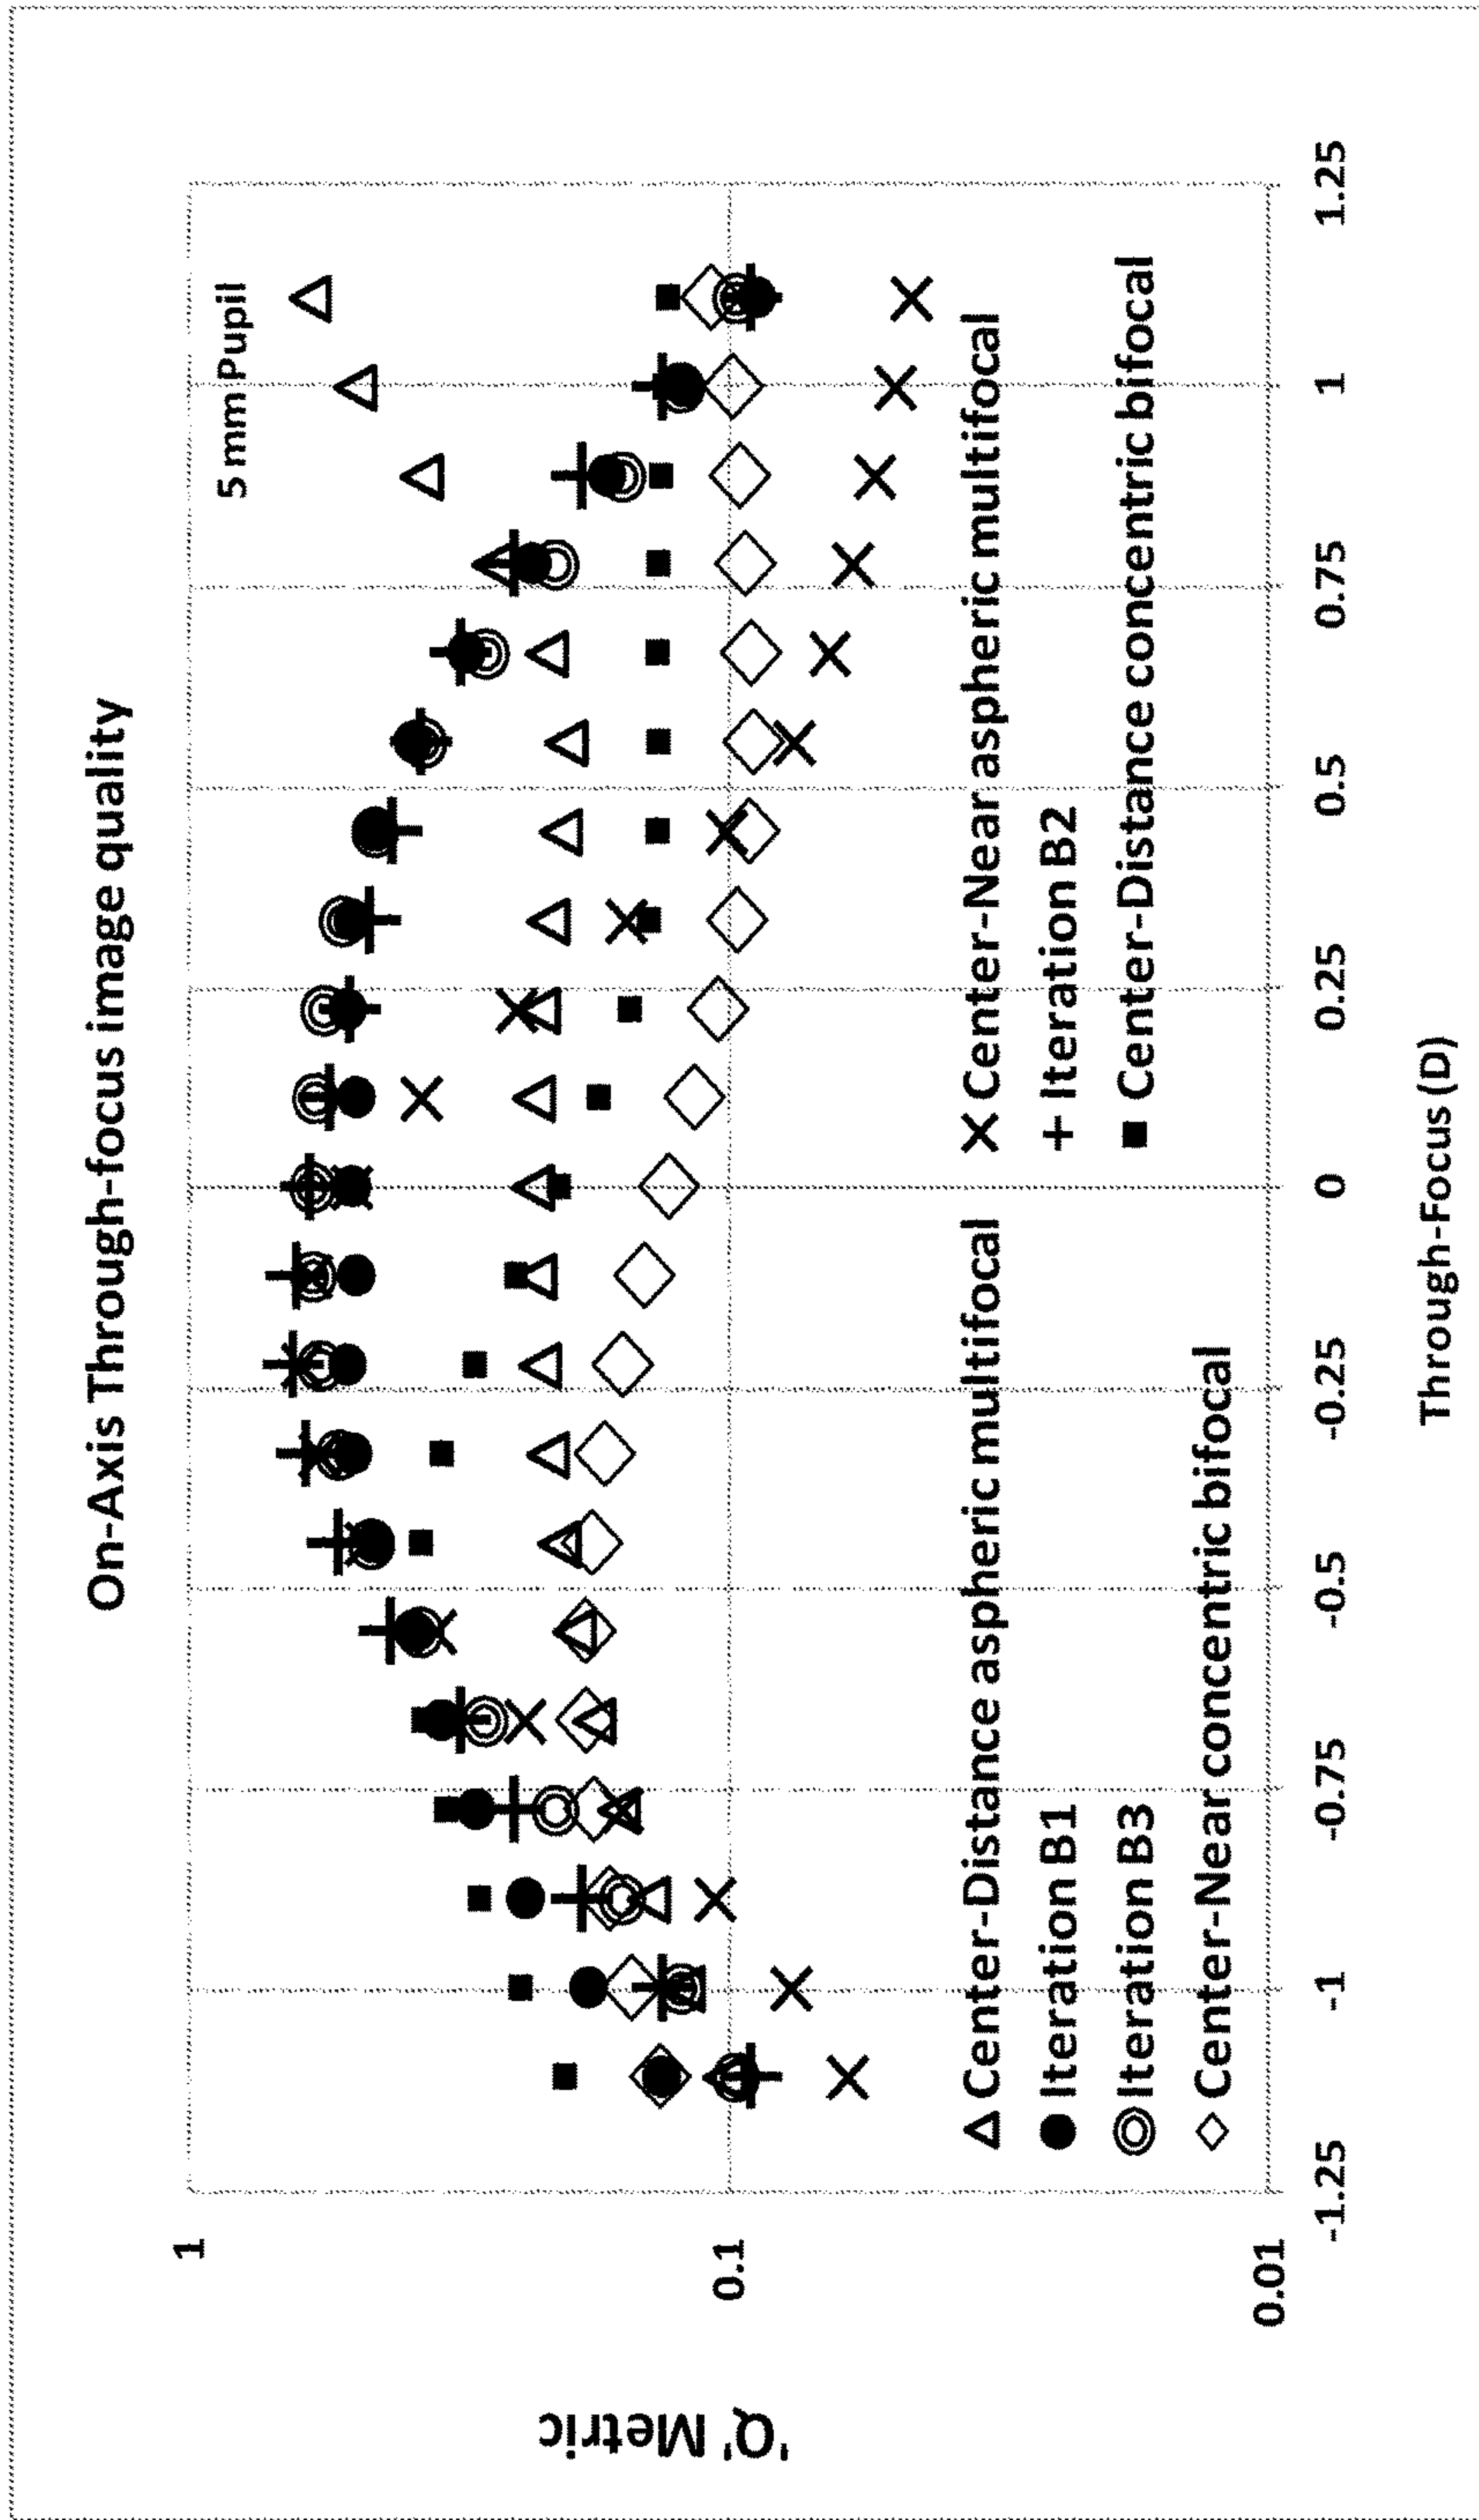 On-Axis Through-focus image quality
5 mm Pupil
1
0.1
0.01
'Q' Metric
-1.25
-1
-0.75
-0.5
-0.25
0
0.25
0.5
0.75
1
1.25
Through-Focus (D)
Center-Distance aspheric multifocal
Center-Near aspheric multifocal
Iteration B1
Iteration B2
Iteration B3
Center-Distance concentric bifocal
Center-Near concentric bifocal